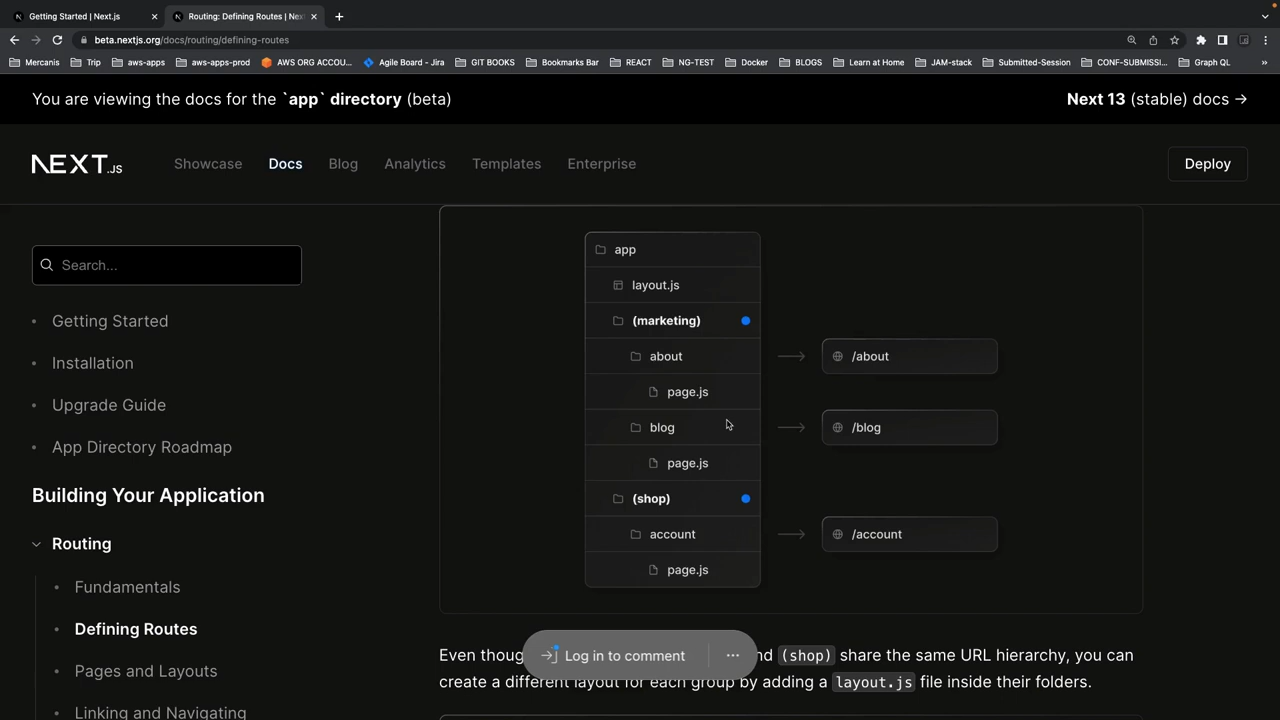 Getting Started | Next.js
Routing: Defining Routes | Nex
beta.nextjs.org/docs/routing/defining-routes
Mercanis Trip aws-apps aws-apps-prod AWS ORG ACCOU... Agile Board - Jira GIT BOOKS Bookmarks Bar REACT NG-TEST Docker BLOGS Learn at Home JAM-stack Submitted-Session CONF-SUBMISSI... Graph QL »
You are viewing the docs for the `app` directory (beta)
Next 13 (stable) docs →
NEXT.JS Showcase Docs Blog Analytics Templates Enterprise Deploy
Search...
Getting Started
Installation
Upgrade Guide
App Directory Roadmap
Building Your Application
Routing
Fundamentals
Defining Routes
Pages and Layouts
Linking and Navigating
app
layout.js
(marketing)
about
/about
page.js
blog
/blog
page.js
(shop)
account
/account
page.js
Even thoug
nd (shop) share the same URL hierarchy, you can
create a different layout for each group by adding a layout.js file inside their folders.
Log in to comment ...